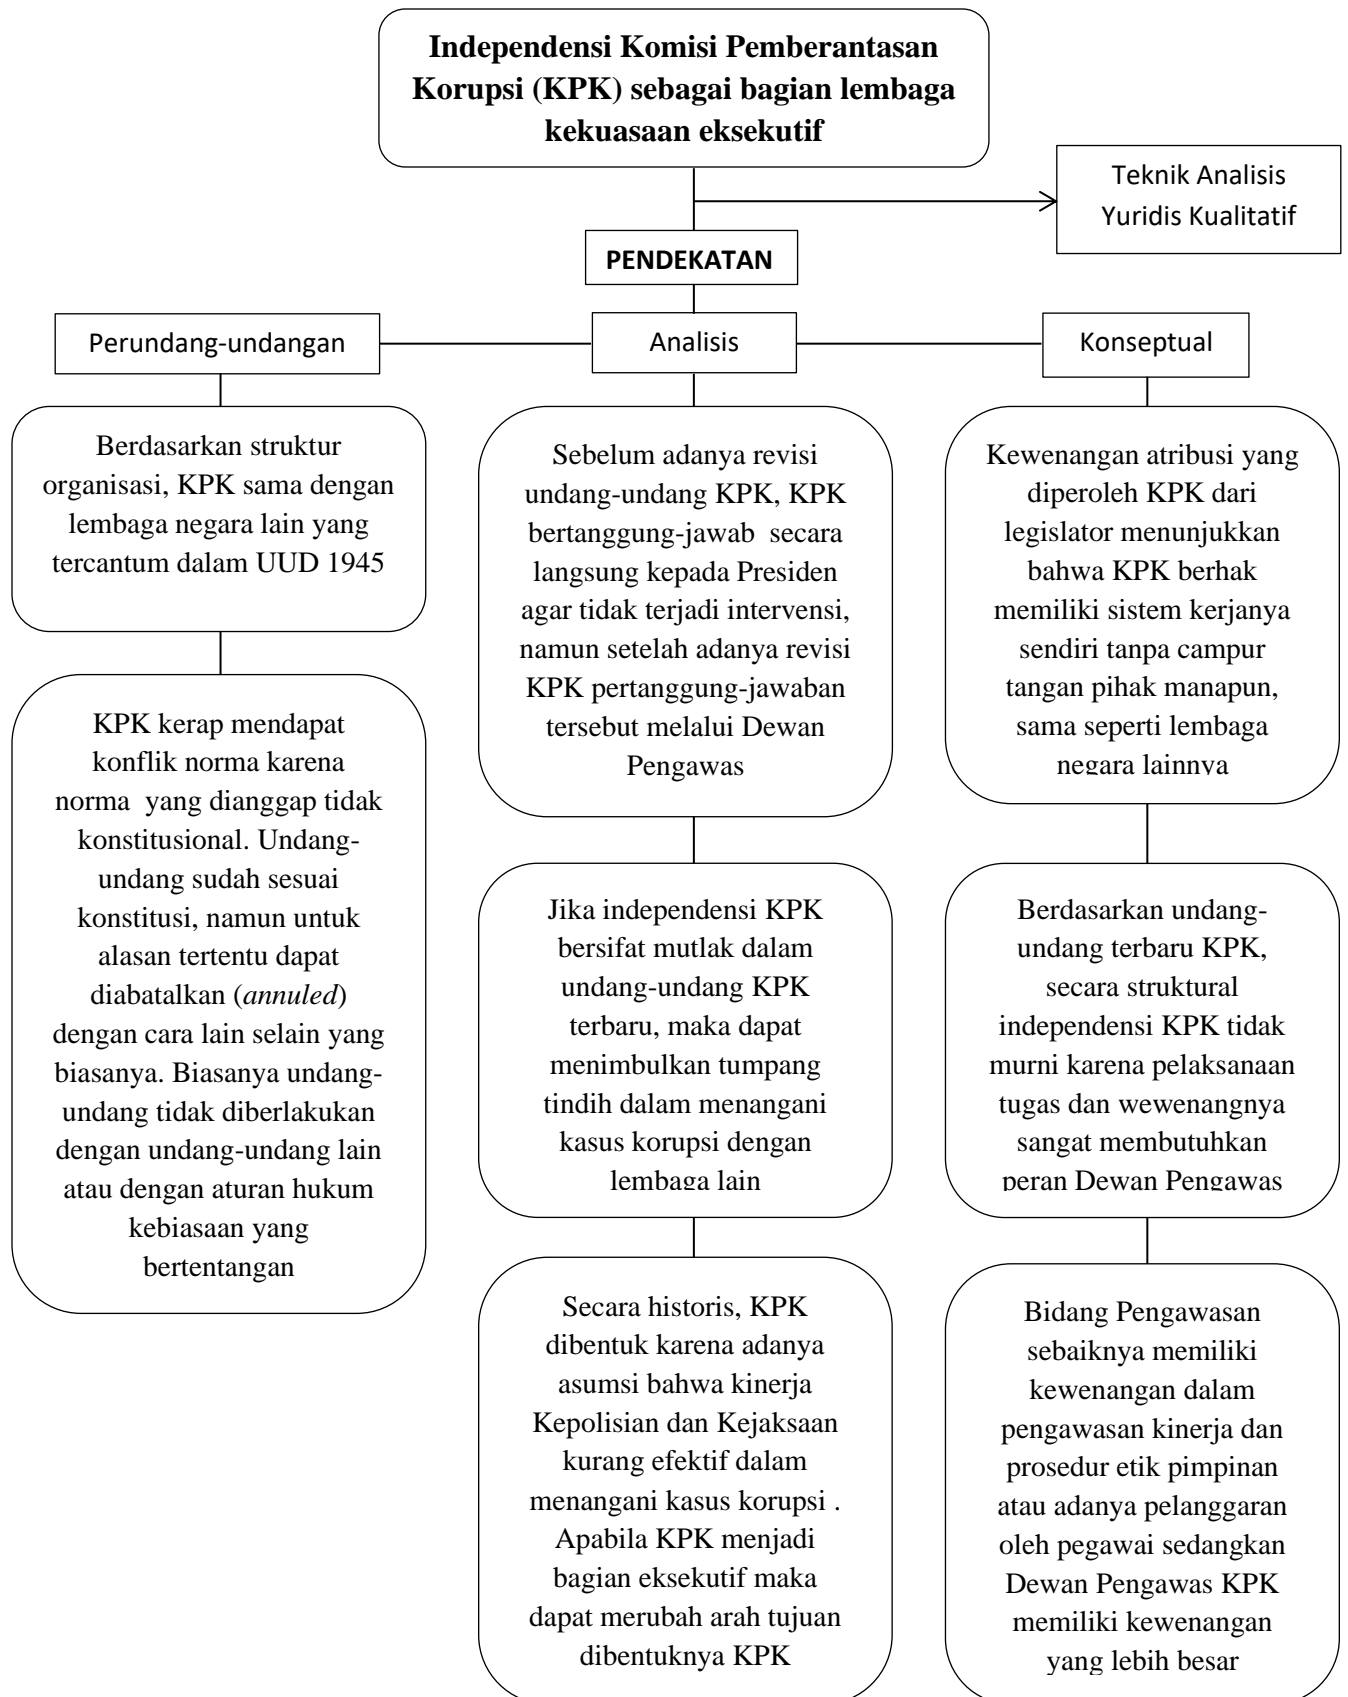 Independensi Komisi Pemberantasan
Korupsi (KPK) sebagai bagian lembaga
kekuasaan eksekutif
Teknik Analisis
Yuridis Kualitatif
PENDEKATAN
Perundang-undangan
Analisis
Konseptual
Berdasarkan struktur
organisasi, KPK sama dengan
lembaga negara lain yang
tercantum dalam UUD 1945
KPK kerap mendapat
konflik norma karena
norma yang dianggap tidak
konstitusional. Undang-
undang sudah sesuai
konstitusi, namun untuk
alasan tertentu dapat
diabatalkan (annuled)
dengan cara lain selain yang
biasanya. Biasanya undang-
undang tidak diberlakukan
dengan undang-undang lain
atau dengan aturan hukum
kebiasaan yang
bertentangan
Sebelum adanya revisi
undang-undang KPK, KPK
bertanggung-jawab secara
langsung kepada Presiden
agar tidak terjadi intervensi,
namun setelah adanya revisi
KPK pertanggung-jawaban
tersebut melalui Dewan
Pengawas
Jika independensi KPK
bersifat mutlak dalam
undang-undang KPK
terbaru, maka dapat
menimbulkan tumpang
tindih dalam menangani
kasus korupsi dengan
lembaga lain
Secara historis, KPK
dibentuk karena adanya
asumsi bahwa kinerja
Kepolisian dan Kejaksaan
kurang efektif dalam
menangani kasus korupsi .
Apabila KPK menjadi
bagian eksekutif maka
dapat merubah arah tujuan
dibentuknya KPK
Kewenangan atribusi yang
diperoleh KPK dari
legislator menunjukkan
bahwa KPK berhak
memiliki sistem kerjanya
sendiri tanpa campur
tangan pihak manapun,
sama seperti lembaga
negara lainnya
Berdasarkan undang-
undang terbaru KPK,
secara struktural
independensi KPK tidak
murni karena pelaksanaan
tugas dan wewenangnya
sangat membutuhkan
peran Dewan Pengawas
Bidang Pengawasan
sebaiknya memiliki
kewenangan dalam
pengawasan kinerja dan
prosedur etik pimpinan
atau adanya pelanggaran
oleh pegawai sedangkan
Dewan Pengawas KPK
memiliki kewenangan
yang lebih besar